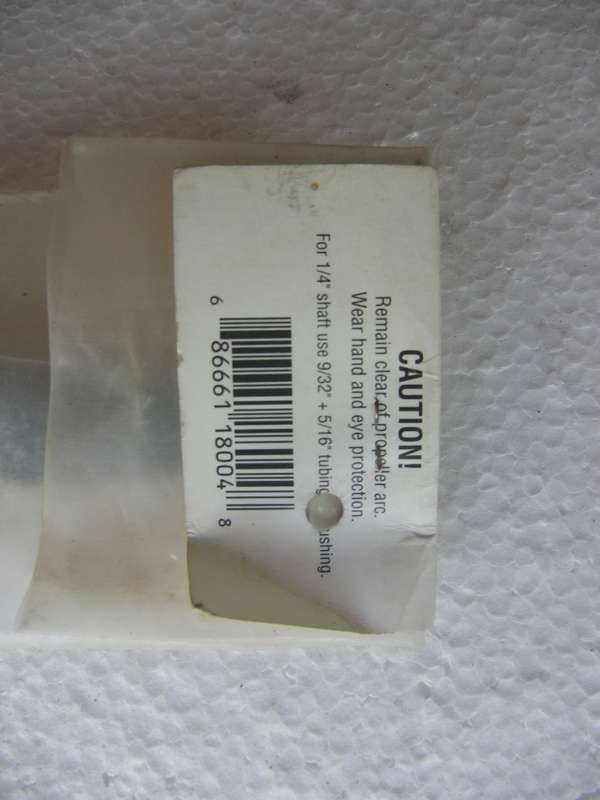 CAUTION!
Remain clear of propeller arc.
Wear hand and eye protection.
For 1/4" shaft use 9/32" + 5/16" tubing ushing.
6 86661 18004 8